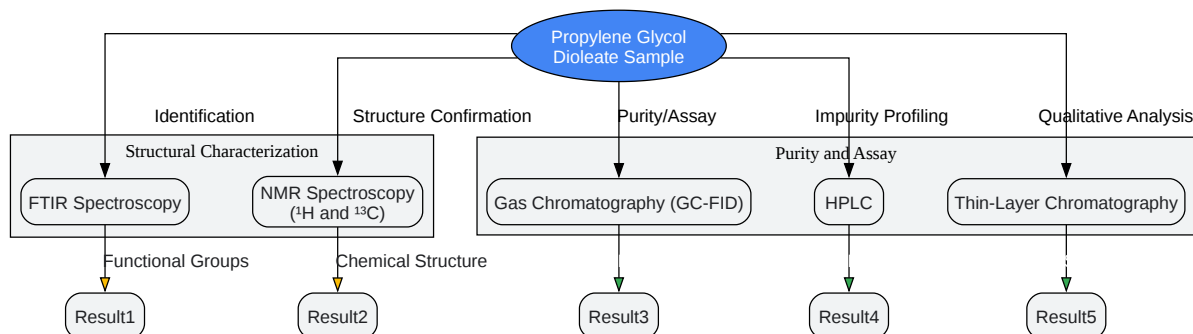 Propylene Glycol
Dioleate Sample
Identification
Structure Confirmation
Purity/Assay
Impurity Profiling
Qualitative Analysis
Structural Characterization
Purity and Assay
FTIR Spectroscopy
NMR Spectroscopy
(¹H and ¹³C)
Gas Chromatography (GC-FID)
HPLC
Thin-Layer Chromatography
Functional Groups
Chemical Structure
Result1
Result2
Result3
Result4
Result5